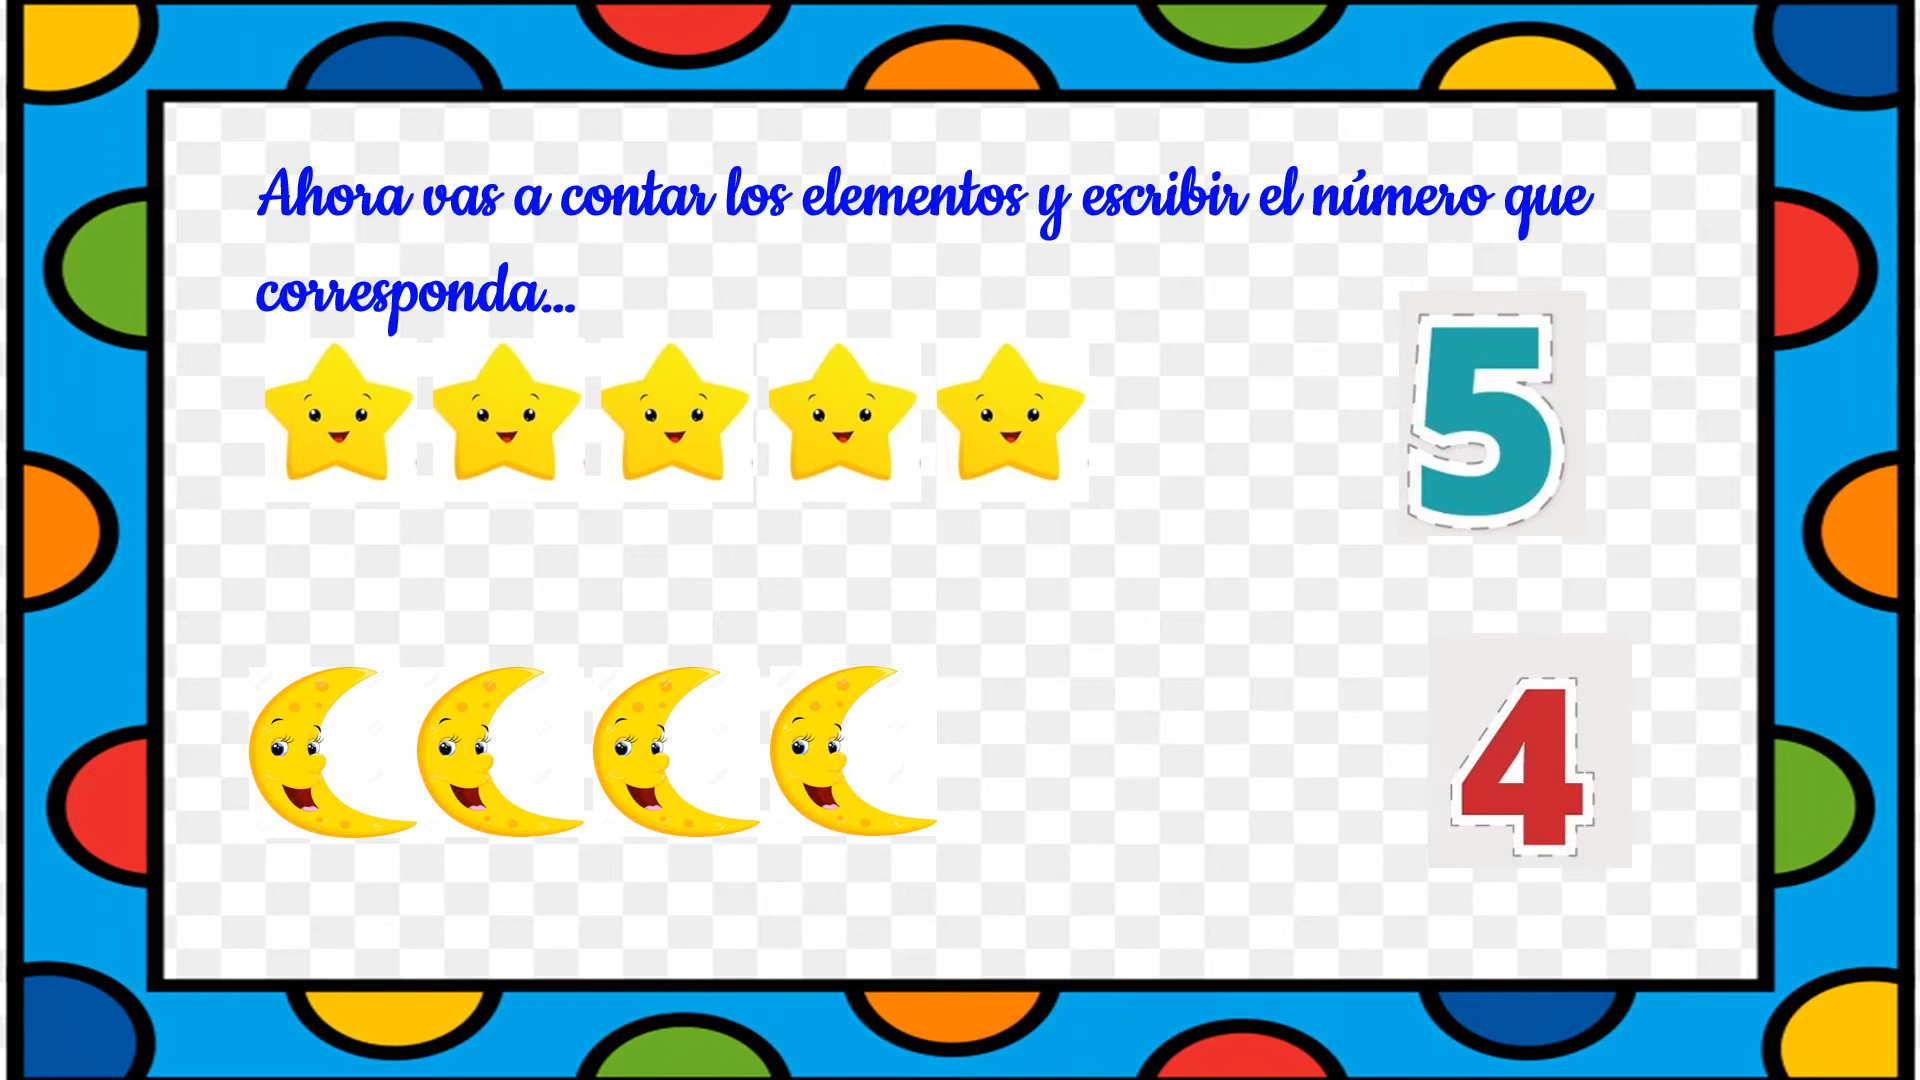 Ahora vas a contar los elementos y escribir el número que
corresponda...
5
4